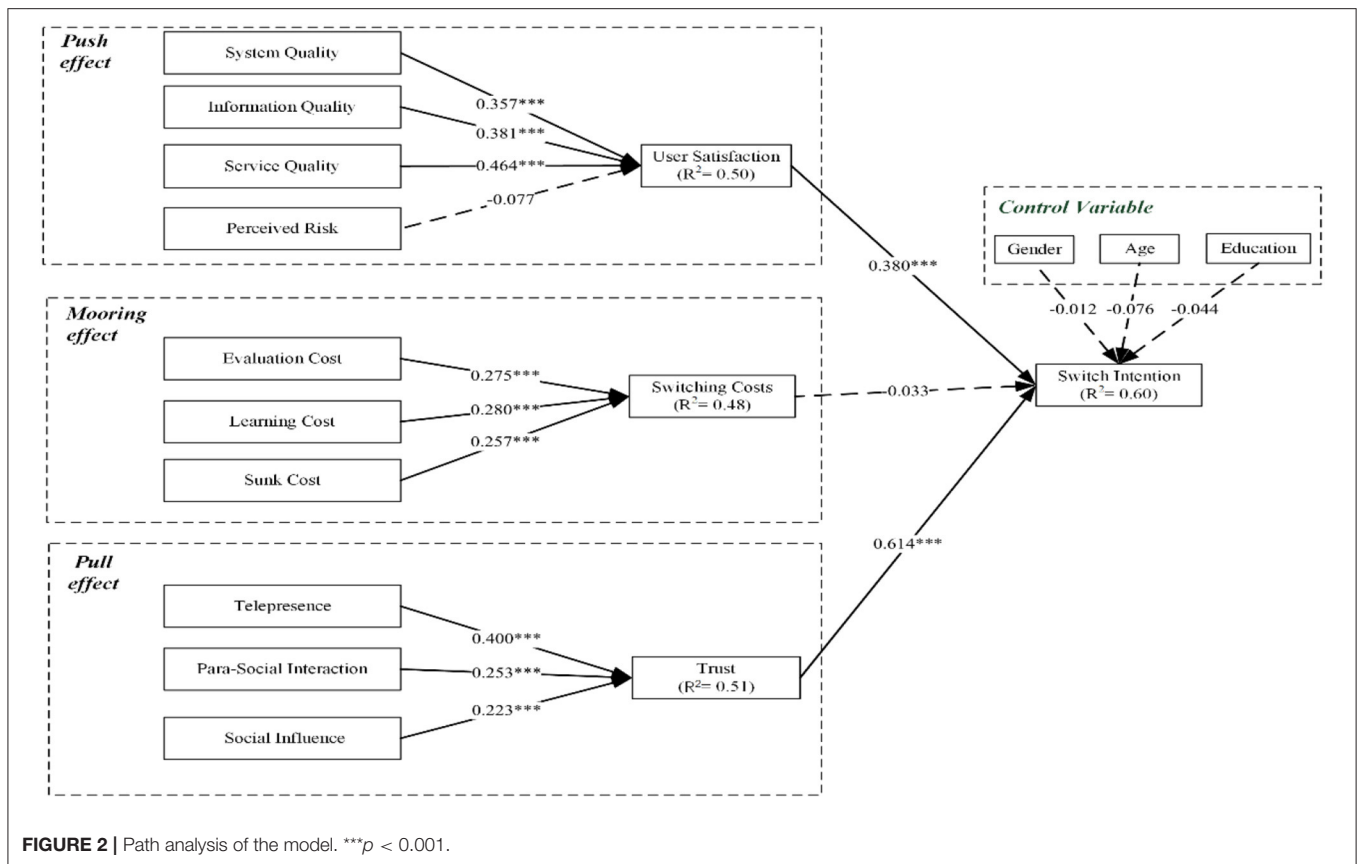 Push
effect
System Quality
Information Quality
Service Quality
Perceived Risk
0.357***
0.381***
0.464***
-0.077
User Satisfaction
(R²= 0.50)
Mooring
effect
Evaluation Cost
Learning Cost
Sunk Cost
0.275***
0.280***
0.257***
Switching Costs
(R²= 0.48)
Pull
effect
Telepresence
Para-Social Interaction
Social Influence
0.400***
0.253***
0.223***
Trust
(R²= 0.51)
0.380***
-0.033
0.614***
Control Variable
Gender
Age
Education
-0.012
-0.076
-0.044
Switch Intention
(R²= 0.60)
FIGURE 2 | Path analysis of the model. ***p < 0.001.